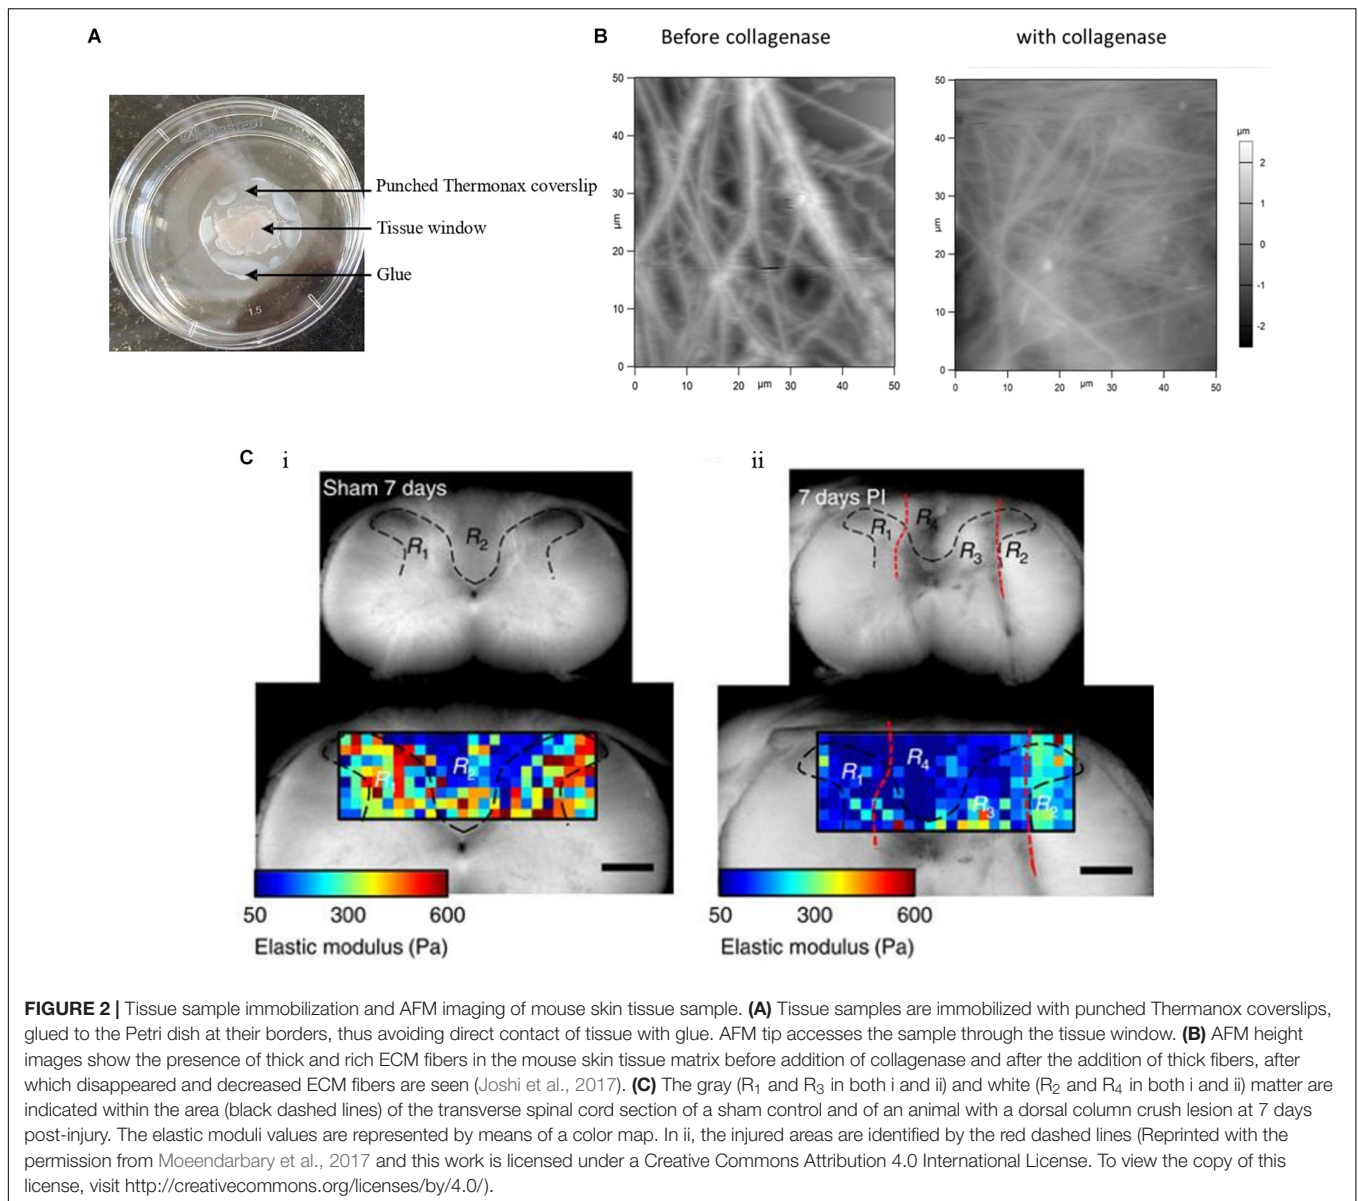 A
Punched Thermonax coverslip
Tissue window
Glue
1.5
B
Before collagenase
with collagenase
50
40
30
20
10
0
µm
0
10
20
µm
30
40
50
50
40
30
20
10
0
µm
0
10
20
µm
30
40
50
µm
2
1
0
-1
-2
C
i
Sham 7 days
R1
R2
R1
R2
50
300
600
Elastic modulus (Pa)
ii
7 days PI
R1
R4
R3
R2
R1
R4
R3
R2
50
300
600
Elastic modulus (Pa)
FIGURE 2 | Tissue sample immobilization and AFM imaging of mouse skin tissue sample. (A) Tissue samples are immobilized with punched Thermanox coverslips,
glued to the Petri dish at their borders, thus avoiding direct contact of tissue with glue. AFM tip accesses the sample through the tissue window. (B) AFM height
images show the presence of thick and rich ECM fibers in the mouse skin tissue matrix before addition of collagenase and after the addition of thick fibers, after
which disappeared and decreased ECM fibers are seen (Joshi et al., 2017). (C) The gray (R1 and R3 in both i and ii) and white (R2 and R4 in both i and ii) matter are
indicated within the area (black dashed lines) of the transverse spinal cord section of a sham control and of an animal with a dorsal column crush lesion at 7 days
post-injury. The elastic moduli values are represented by means of a color map. In ii, the injured areas are identified by the red dashed lines (Reprinted with the
permission from Moeendarbary et al., 2017 and this work is licensed under a Creative Commons Attribution 4.0 International License. To view the copy of this
license, visit http://creativecommons.org/licenses/by/4.0/).